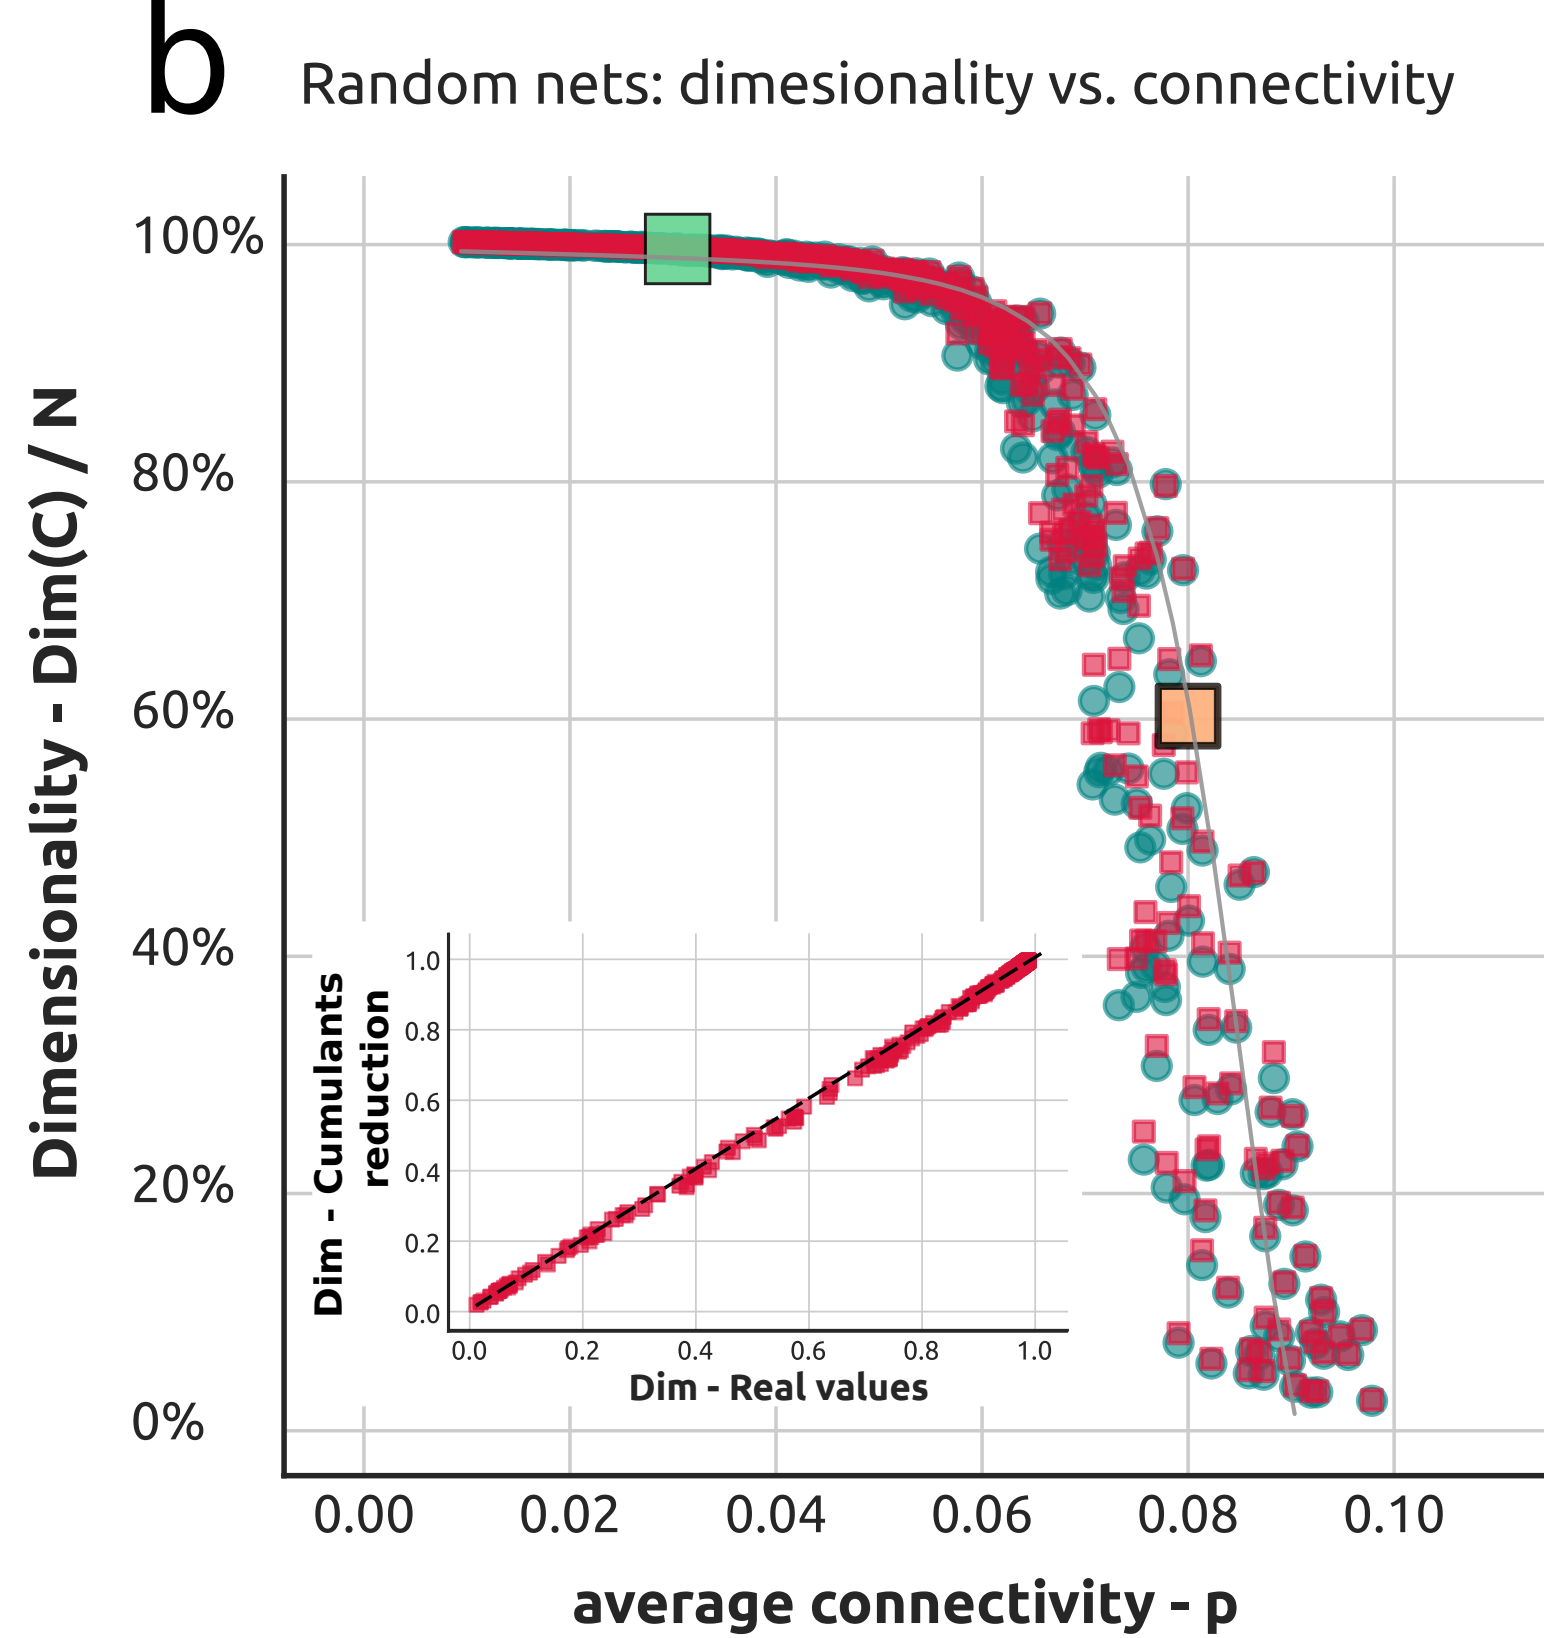 b
Random nets: dimesionality vs. connectivity
Dimensionality - Dim(C) / N
100%
80%
60%
40%
20%
0%
Dim - Cumulants
reduction
1.0
0.8
0.6
0.4
0.2
0.0
0.0 0.2 0.4 0.6 0.8 1.0
Dim - Real values
0.00 0.02 0.04 0.06 0.08 0.10
average connectivity - p